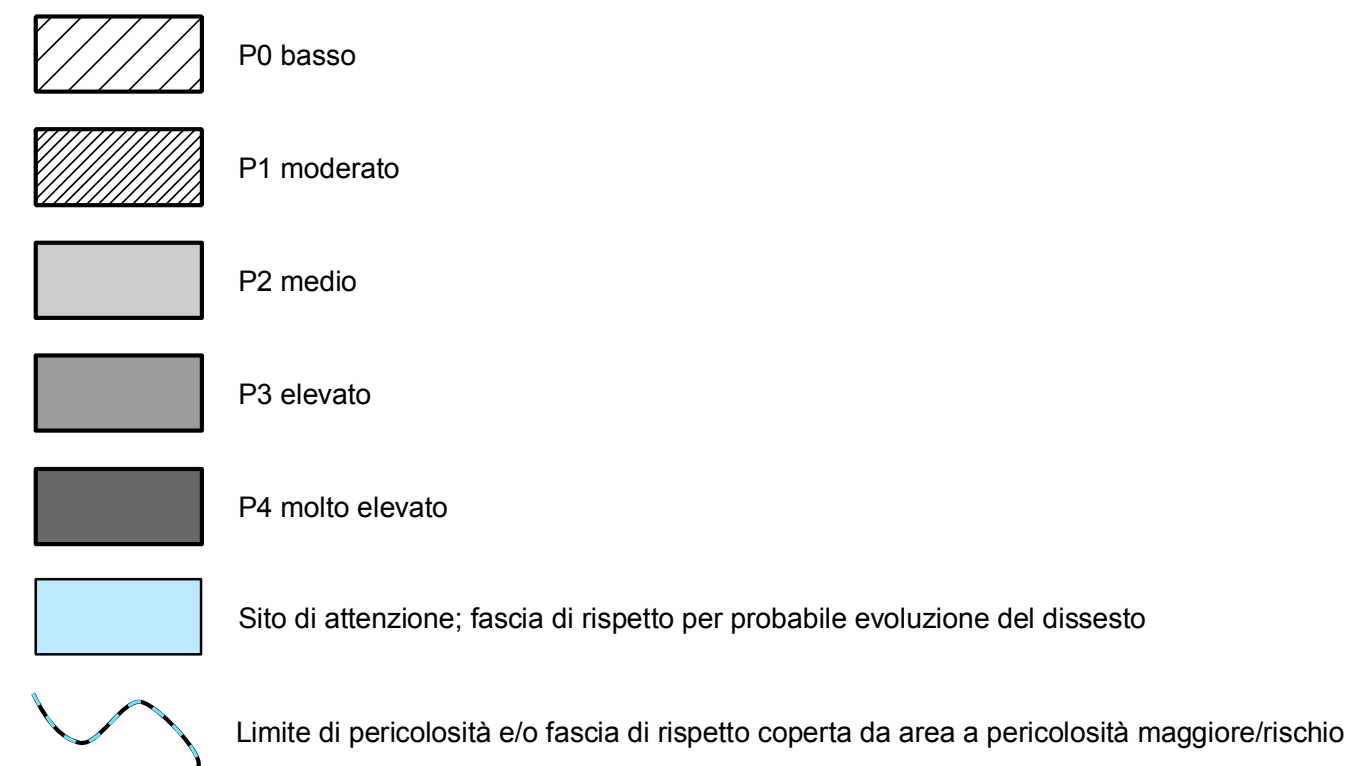 P0 basso
P1 moderato
P2 medio
P3 elevato
P4 molto elevato
Sito di attenzione; fascia di rispetto per probabile evoluzione del dissesto
Limite di pericolosità e/o fascia di rispetto coperta da area a pericolosità maggiore/rischio